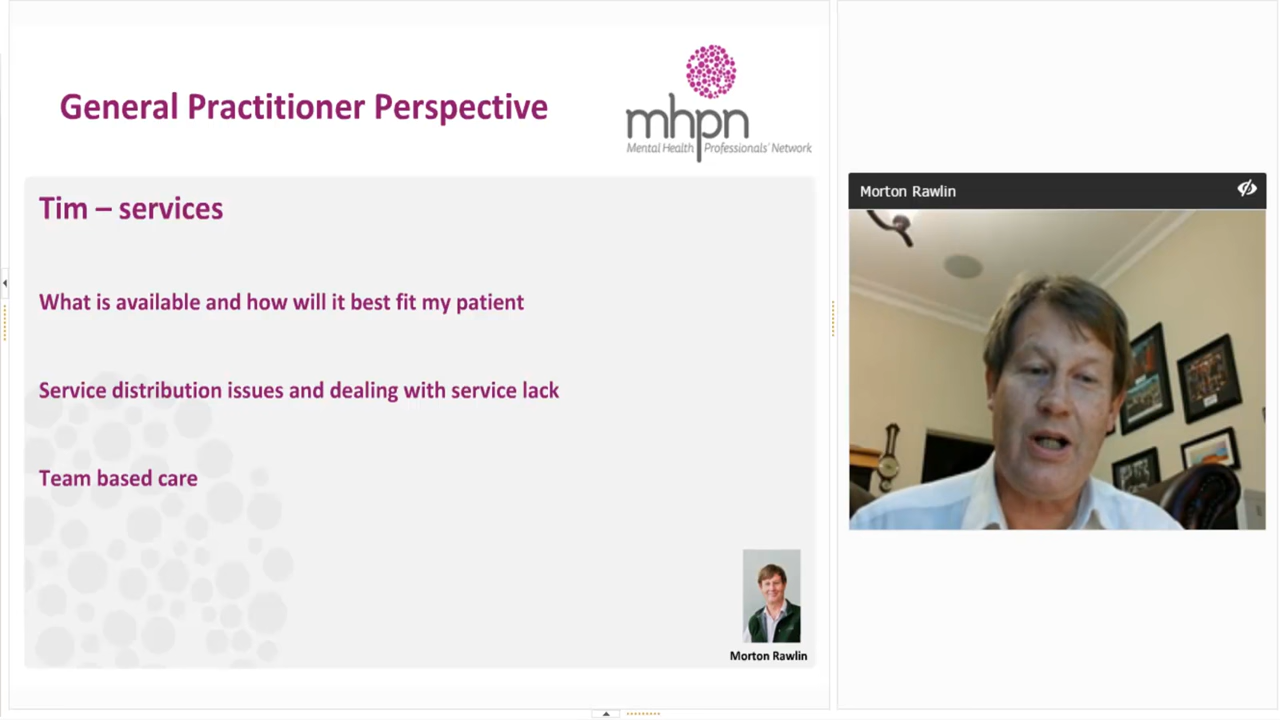 General Practitioner Perspective
mhpn
Mental Health Professionals' Network
Tim – services
What is available and how will it best fit my patient
Service distribution issues and dealing with service lack
Team based care
Morton Rawlin
Morton Rawlin